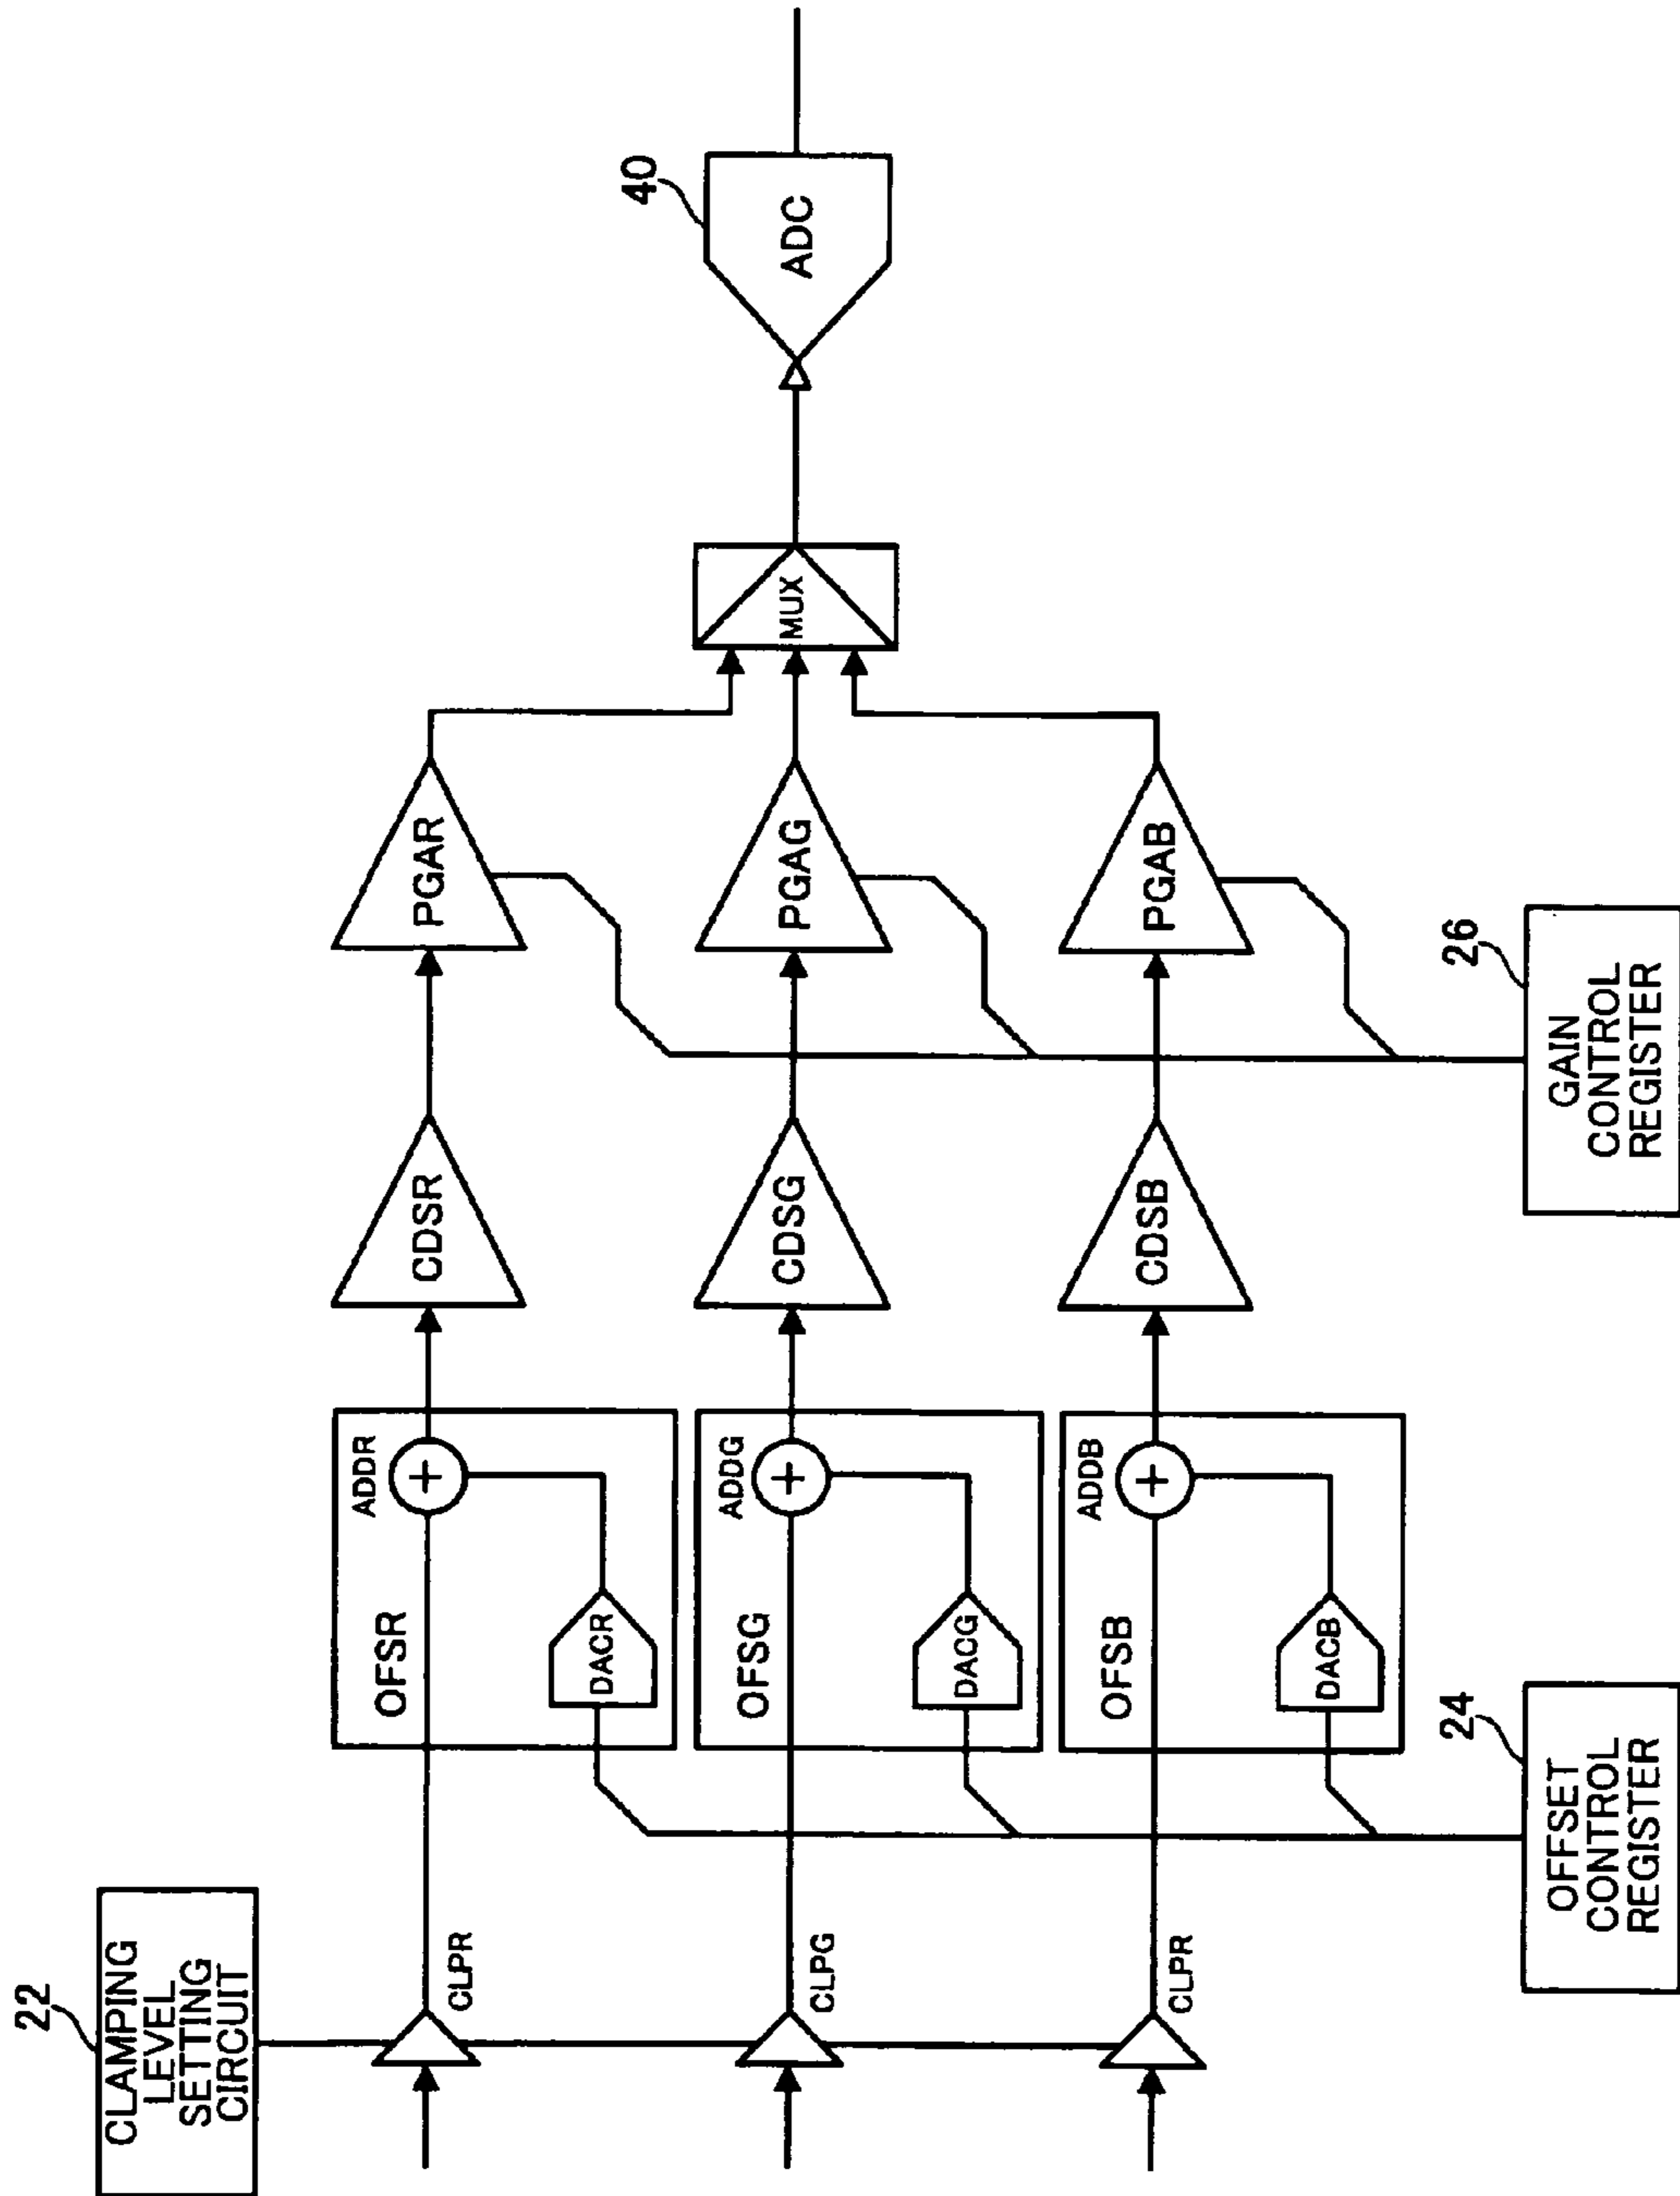 22
CLAMPING
LEVEL
SETTING
CIRCUIT
CLPR
CLPG
CLPR
OFSR
ADDR
+
DACR
OFSG
ADDG
+
DACG
OFSB
ADDB
+
DACB
24
OFFSET
CONTROL
REGISTER
CDSR
CDSG
CDSB
PGAR
PGAG
PGAB
26
GAIN
CONTROL
REGISTER
MUX
40
ADC